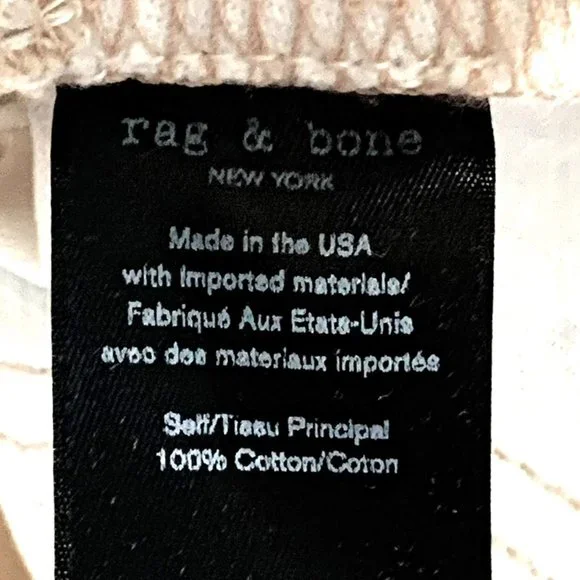 rag & bone
NEW YORK
Made in the USA
with imported materials/
Fabriqué Aux Etats-Unis
avec des materiaux importés
Self/Tissu Principal
100% Cotton/Coton